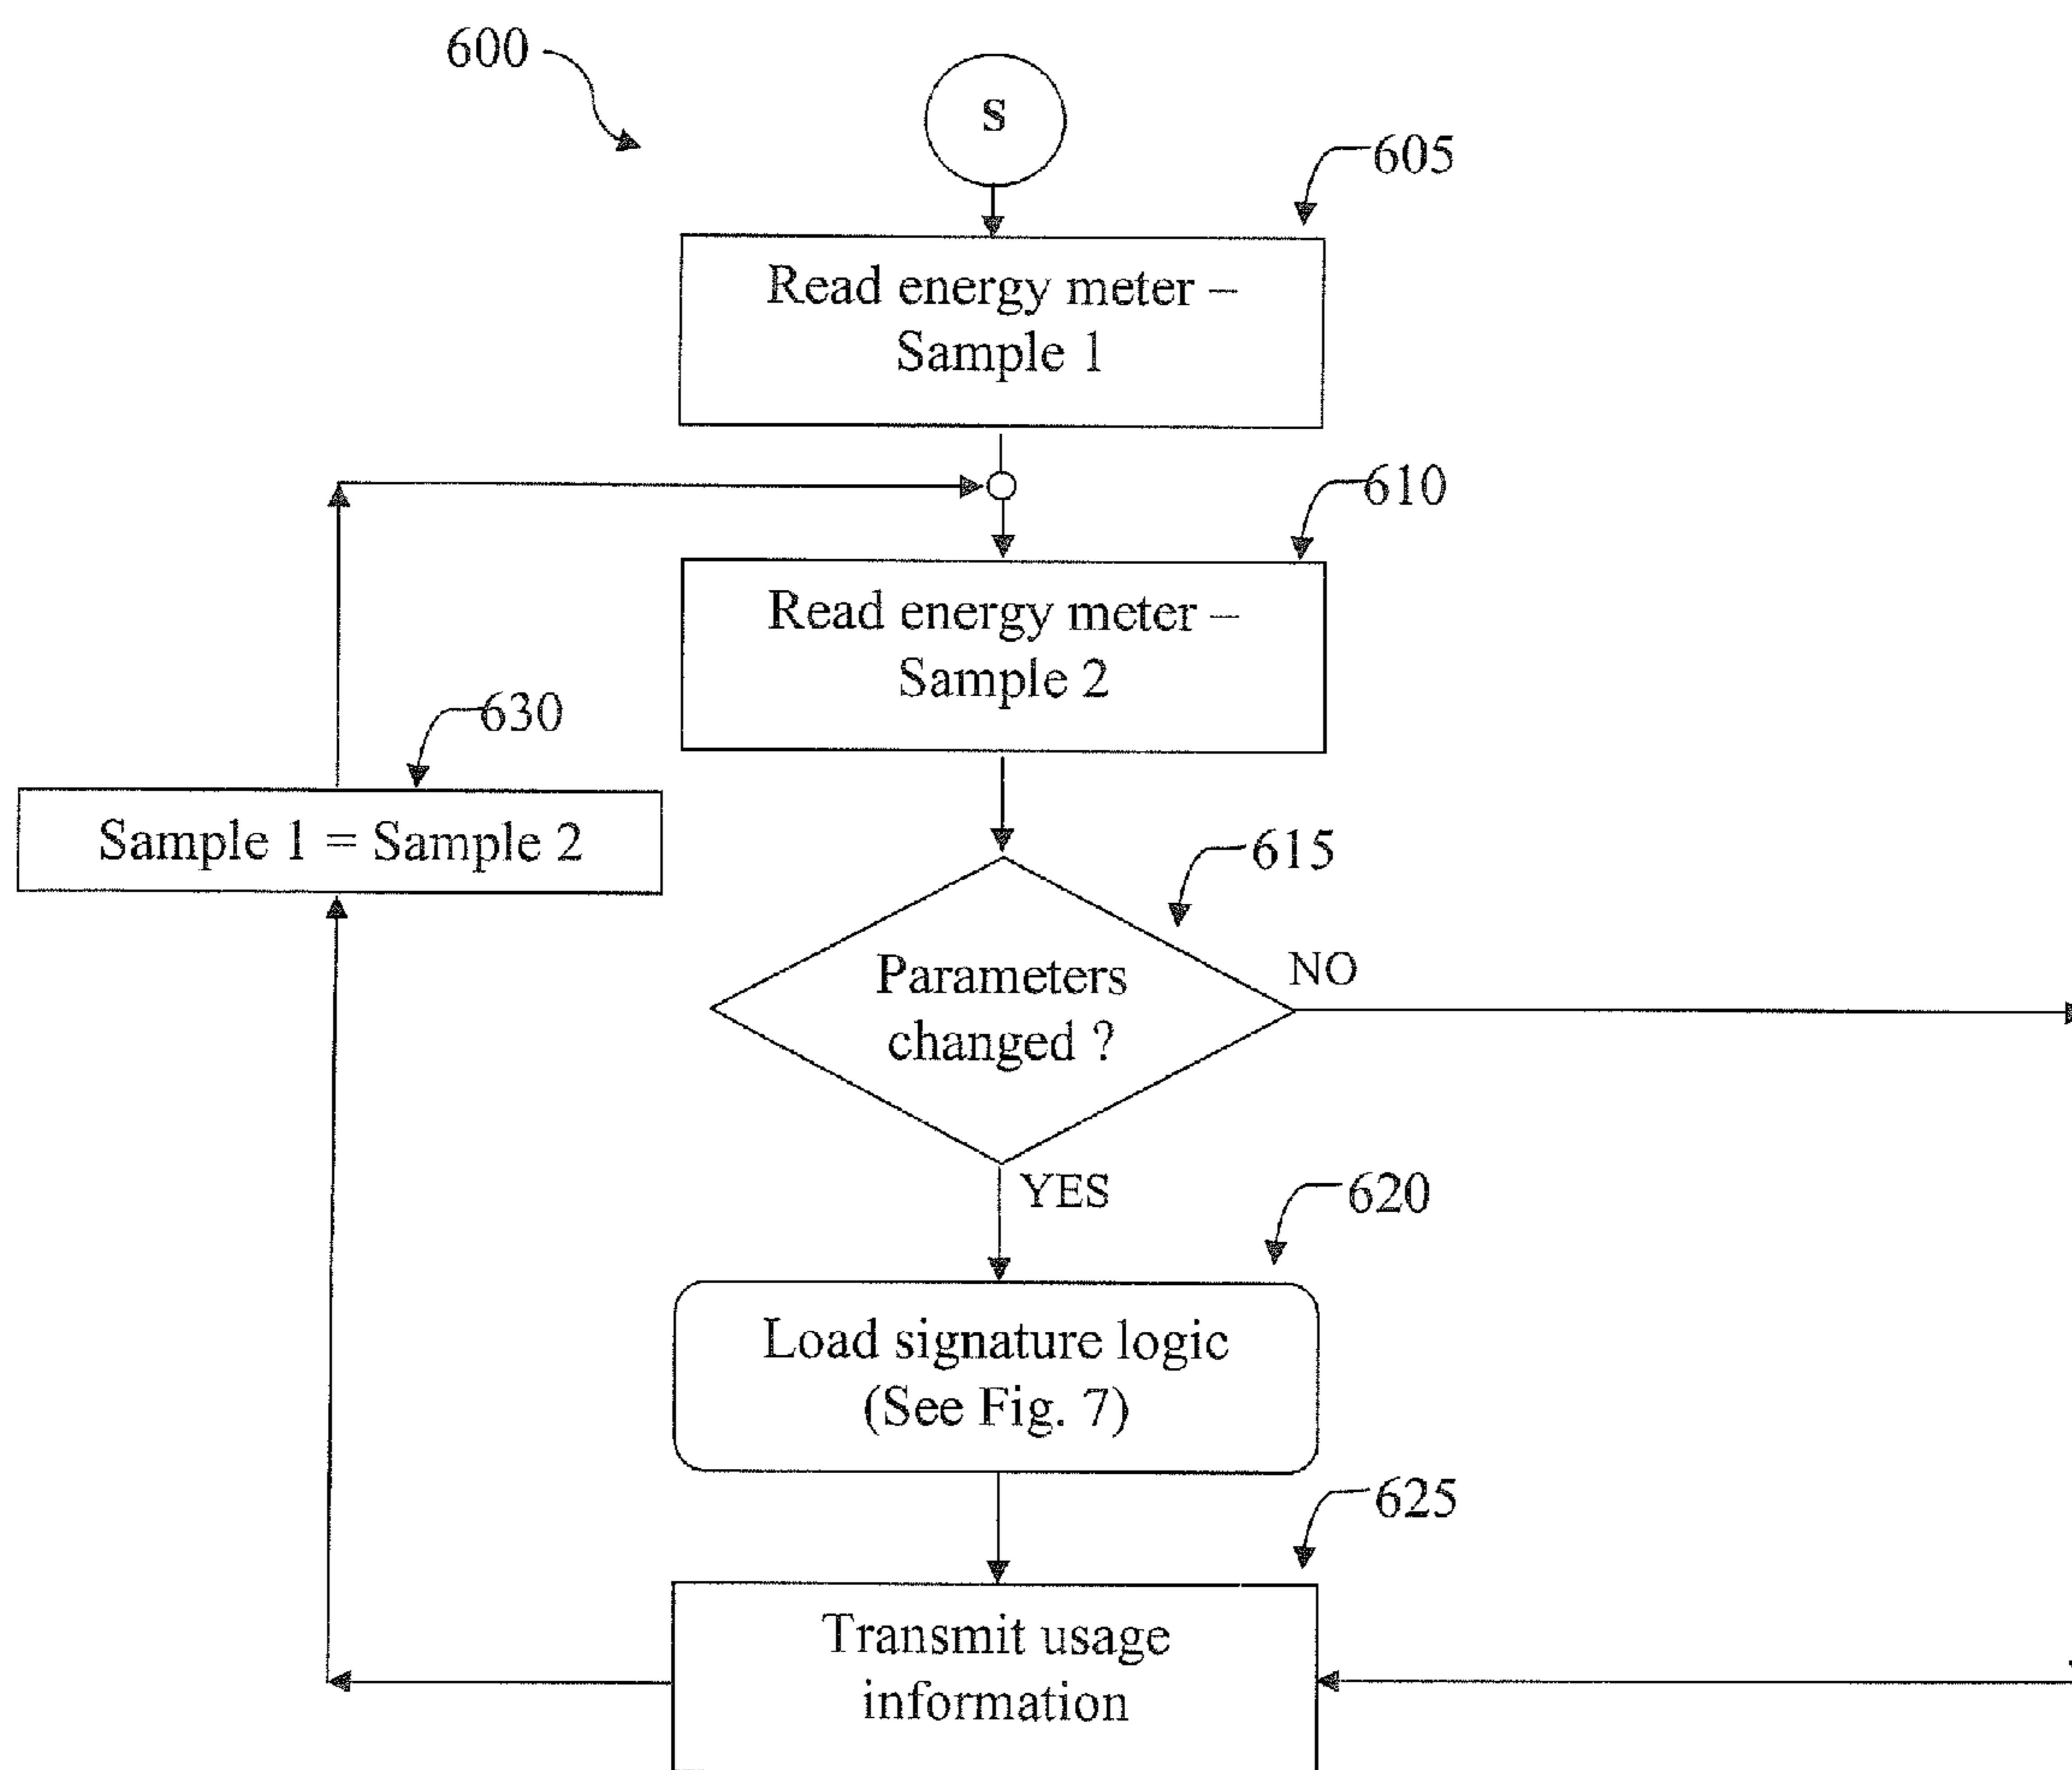 600
S
605
Read energy meter –
Sample 1
610
Read energy meter –
Sample 2
630
Sample 1 = Sample 2
615
Parameters
changed ?
NO
YES
620
Load signature logic
(See Fig. 7)
625
Transmit usage
information